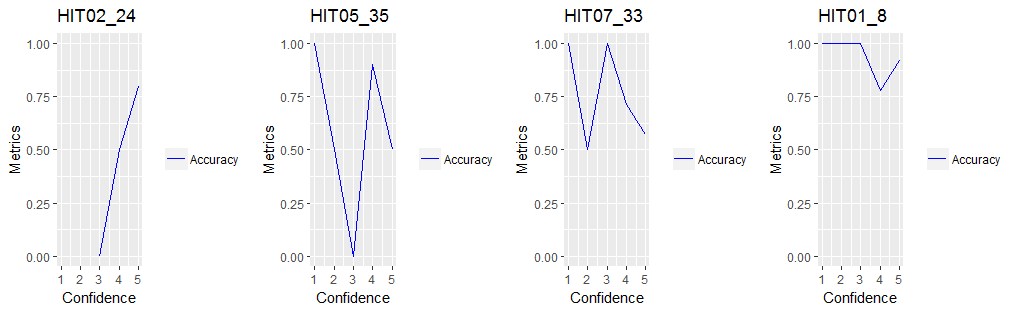 HIT02_24
1.00
0.75
0.50
0.25
0.00
Metrics
1 2 3 4 5
Confidence
Accuracy
HIT05_35
1.00
0.75
0.50
0.25
0.00
Metrics
1 2 3 4 5
Confidence
Accuracy
HIT07_33
1.00
0.75
0.50
0.25
0.00
Metrics
1 2 3 4 5
Confidence
Accuracy
HIT01_8
1.00
0.75
0.50
0.25
0.00
Metrics
1 2 3 4 5
Confidence
Accuracy